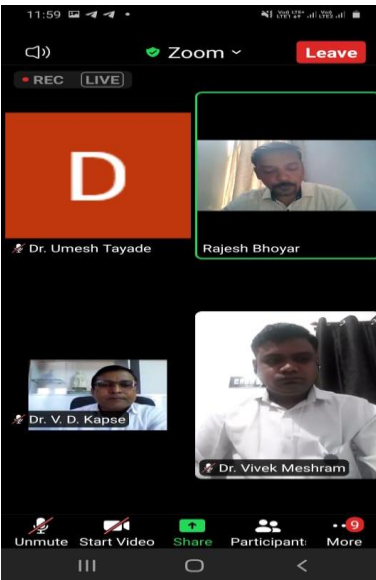 11:59
Zoom
Leave
REC LIVE
D
Dr. Umesh Tayade
Rajesh Bhoyar
Dr. V. D. Kapse
Dr. Vivek Meshram
9
Unmute Start Video Share Participants More